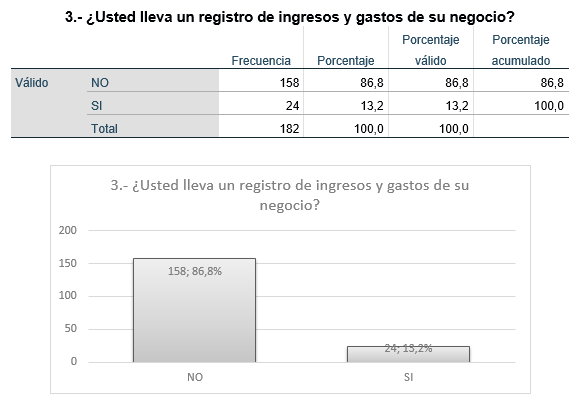 3.- ¿Usted lleva un registro de ingresos y gastos de su negocio?
Frecuencia Porcentaje Porcentaje válido Porcentaje acumulado
Válido NO 158 86,8 86,8 86,8
SI 24 13,2 13,2 100,0
Total 182 100,0 100,0
3.- ¿Usted lleva un registro de ingresos y gastos de su
negocio?
200
150
100
50
0
158; 86,8%
24; 13,2%
NO SI